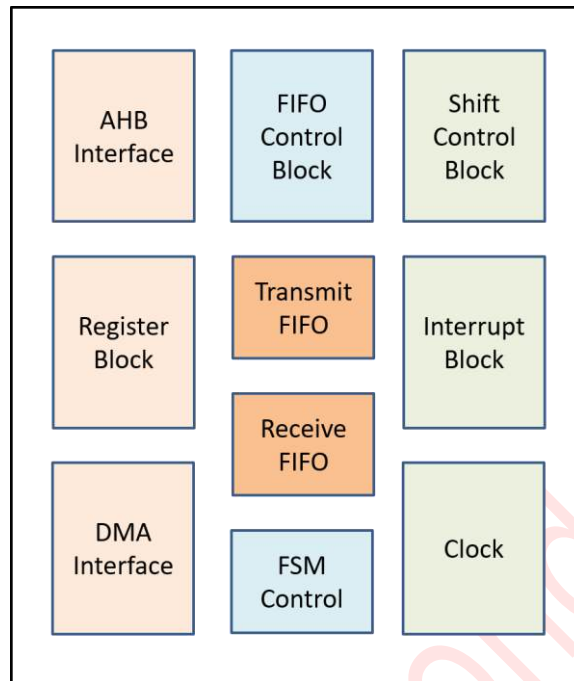 AHB
Interface
FIFO
Control
Block
Shift
Control
Block
Register
Block
Transmit
FIFO
Interrupt
Block
Receive
FIFO
DMA
Interface
FSM
Control
Clock